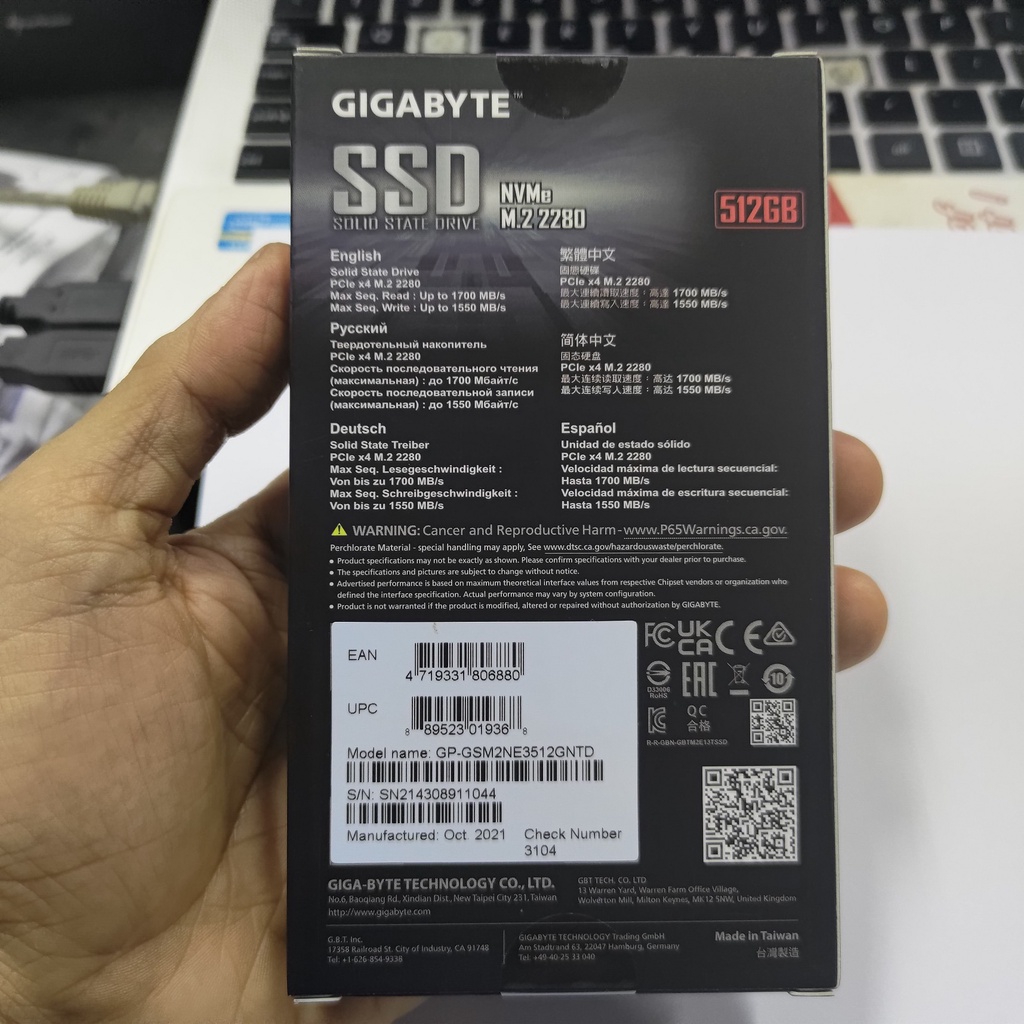 GIGABYTE™
SSD
SOLID STATE DRIVE
NVMe
M.2 2280
512GB
English
Solid State Drive
PCIe x4 M.2 2280
Max Seq. Read : Up to 1700 MB/s
Max Seq. Write : Up to 1550 MB/s
Русский
Твердотельный накопитель
PCIe x4 M.2 2280
Скорость последовательного чтения
(максимальная) : до 1700 Мбайт/с
Скорость последовательной записи
(максимальная) : до 1550 Мбайт/с
Deutsch
Solid State Treiber
PCIe x4 M.2 2280
Max Seq. Lesegeschwindigkeit :
Von bis zu 1700 MB/s
Max Seq. Schreibgeschwindigkeit :
Von bis zu 1550 MB/s
繁體中文
固態硬碟
PCIe x4 M.2 2280
最大連續讀取速度：高達 1700 MB/s
最大連續寫入速度：高達 1550 MB/s
简体中文
固态硬盘
PCIe x4 M.2 2280
最大连续读取速度：高达 1700 MB/s
最大连续写入速度：高达 1550 MB/s
Español
Unidad de estado sólido
PCIe x4 M.2 2280
Velocidad máxima de lectura secuencial:
Hasta 1700 MB/s
Velocidad máxima de escritura secuencial:
Hasta 1550 MB/s
WARNING: Cancer and Reproductive Harm - www.P65Warnings.ca.gov.
Perchlorate Material - special handling may apply, See www.dtsc.ca.gov/hazardouswaste/perchlorate.
• Product specifications may not be exactly as shown. Please confirm specifications with your dealer prior to purchase.
• The specifications and pictures are subject to change without notice.
• Advertised performance is based on maximum theoretical interface values from respective Chipset vendors or organization who
defined the interface specification. Actual performance may vary by system configuration.
• Product is not warranted if the product is modified, altered or repaired without authorization by GIGABYTE.
EAN
4 719331 806880
UPC
8 89523 01936 8
Model name: GP-GSM2NE3512GNTD
S/N: SN214308911044
Manufactured: Oct. 2021
Check Number
3104
FC UK CA CE
D33006
RoHS
EAC
10
QC
合格
R-R-GBN-GBTM2E13TSSD
GIGA-BYTE TECHNOLOGY CO., LTD.
No.6, Baoqiang Rd., Xindian Dist., New Taipei City 231, Taiwan
http://www.gigabyte.com
GBT TECH. CO. LTD
13 Warren Yard, Warren Farm Office Village,
Wolverton Mill, Milton Keynes, MK12 5NW, United Kingdom
G.B.T. Inc.
17358 Railroad St. City of Industry, CA 91748
Tel. +1-626-854-9338
GIGABYTE TECHNOLOGY Trading GmbH
Am Stadtrand 63, 22047 Hamburg, Germany
Tel. +49-40-25 33 040
Made in Taiwan
台灣製造